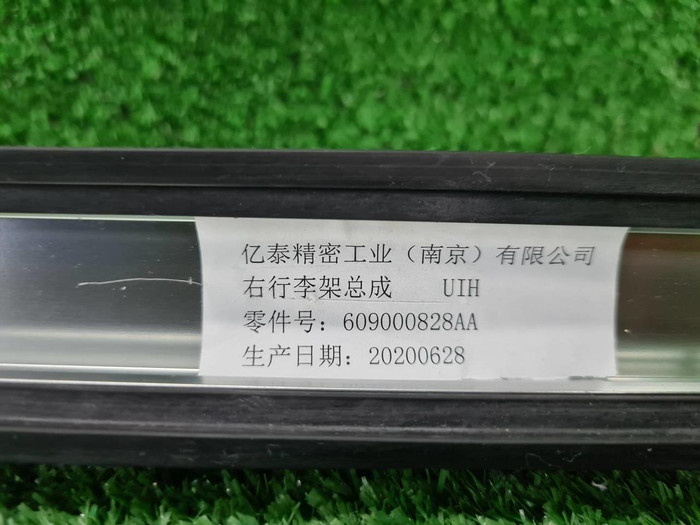 亿泰精密工业（南京）有限公司
右行李架总成 UIH
零件号：609000828AA
生产日期：20200628